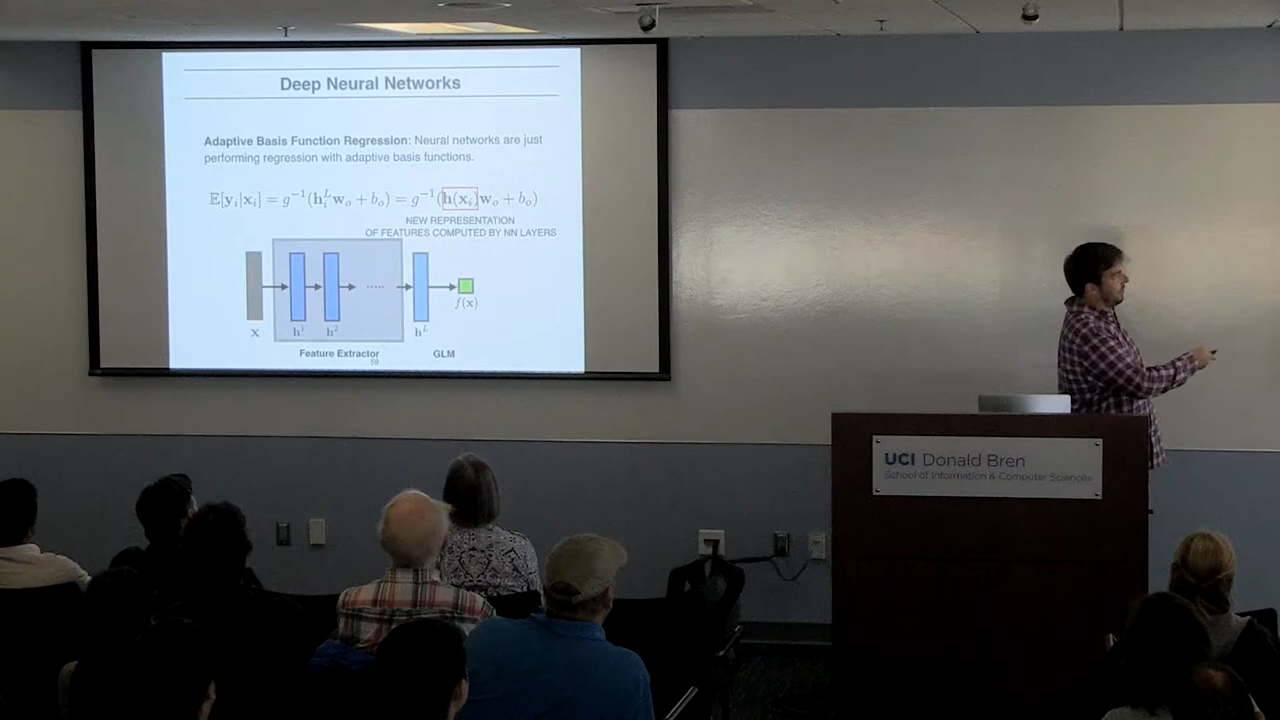 Deep Neural Networks
Adaptive Basis Function Regression: Neural networks are just
performing regression with adaptive basis functions.
𝔼[yᵢ|xᵢ] = g⁻¹(hᵢᴸwₒ + bₒ) = g⁻¹(h(xᵢ)wₒ + bₒ)
NEW REPRESENTATION
OF FEATURES COMPUTED BY NN LAYERS
.....
f(x)
x h¹ h² hᴸ
Feature Extractor GLM
59
UCI Donald Bren
School of Information & Computer Sciences